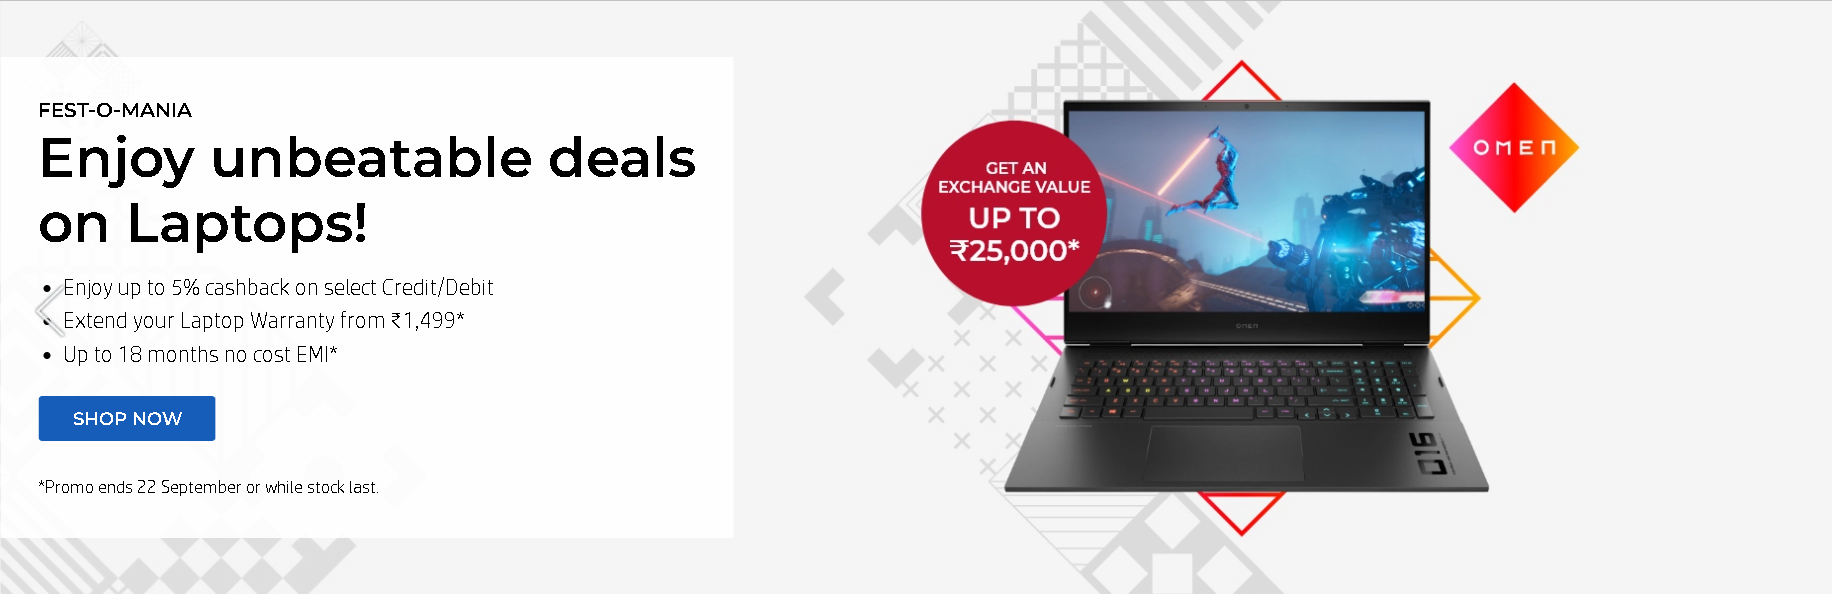 FEST-O-MANIA
Enjoy unbeatable deals
on Laptops!
Enjoy up to 5% cashback on select Credit/Debit
Extend your Laptop Warranty from ₹1,499*
Up to 18 months no cost EMI*
SHOP NOW
*Promo ends 22 September or while stock last.
GET AN
EXCHANGE VALUE
UP TO
₹25,000*
OMEN
OMEN
016